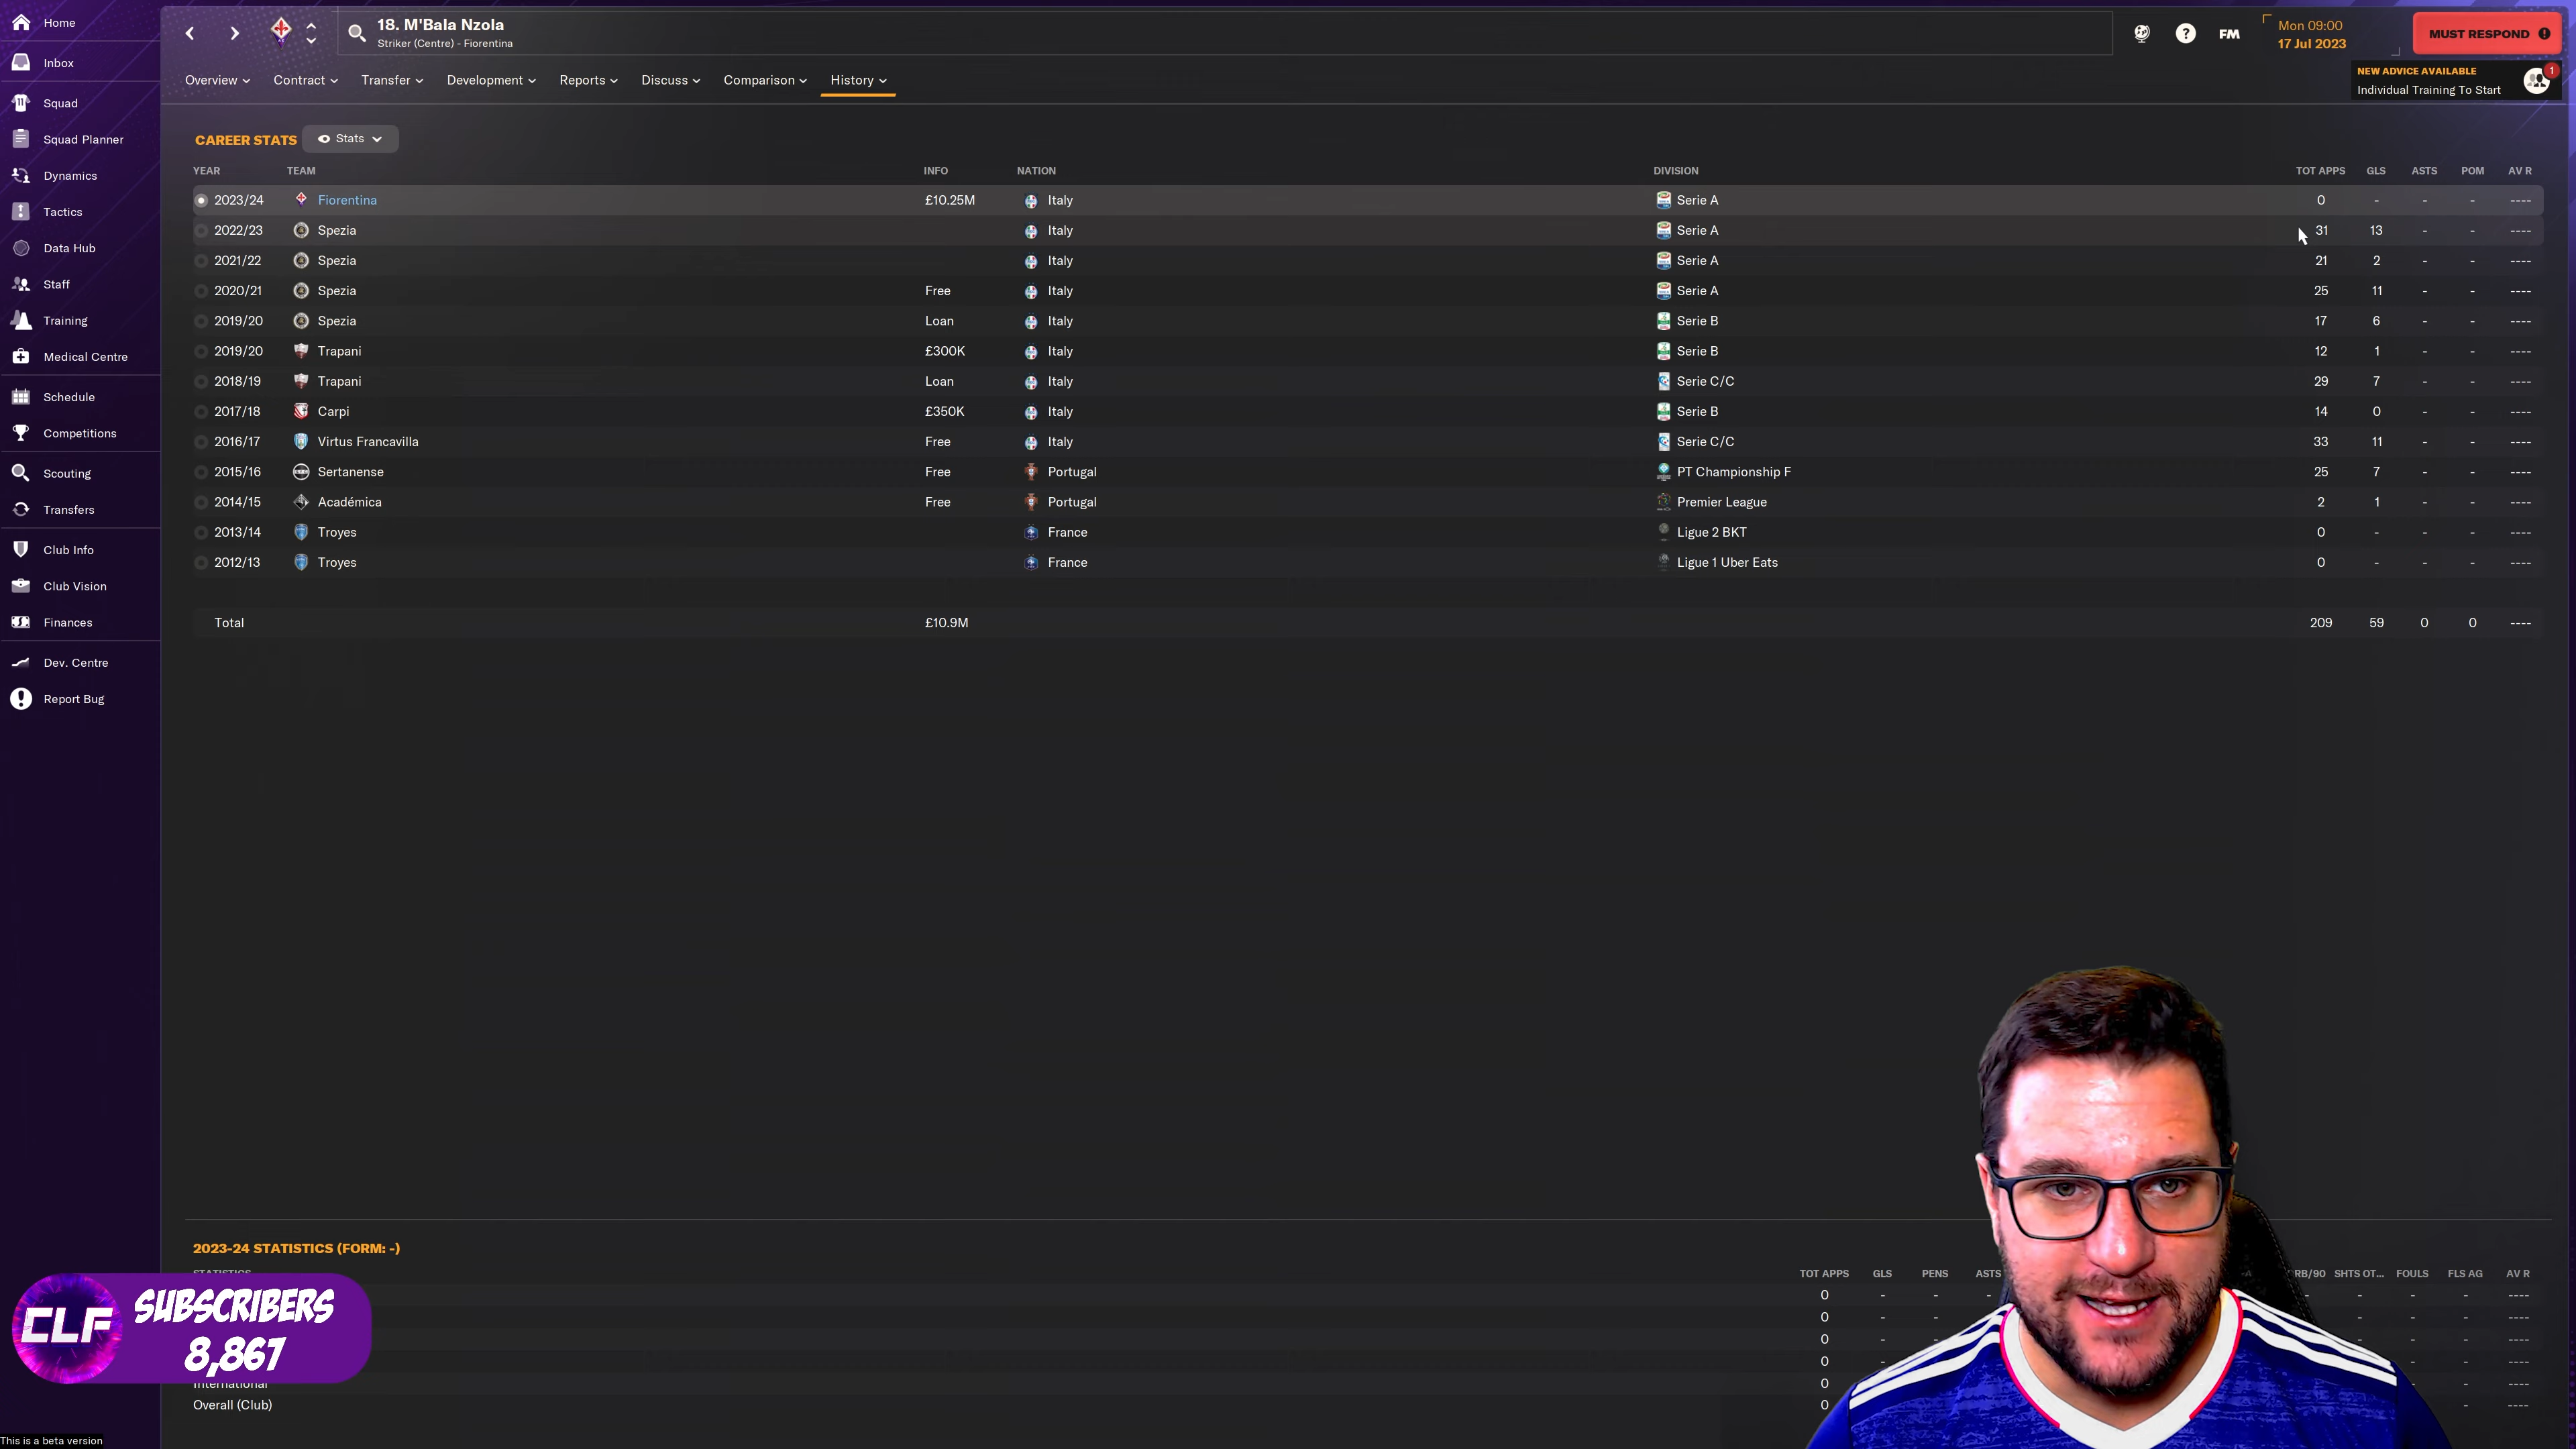 Home
Inbox
Squad
Squad Planner
Dynamics
Tactics
Data Hub
Staff
Training
Medical Centre
Schedule
Competitions
Scouting
Transfers
Club Info
Club Vision
Finances
Dev. Centre
Report Bug
18. M'Bala Nzola
Striker (Centre) - Fiorentina
FM
Mon 09:00
17 Jul 2023
MUST RESPOND
Overview Contract Transfer Development Reports Discuss Comparison History
NEW ADVICE AVAILABLE
Individual Training To Start
1
CAREER STATS Stats
YEAR TEAM INFO NATION DIVISION TOT APPS GLS ASTS POM AV R
2023/24 Fiorentina £10.25M Italy Serie A 0 - - - ----
2022/23 Spezia Italy Serie A 31 13 - - ----
2021/22 Spezia Italy Serie A 21 2 - - ----
2020/21 Spezia Free Italy Serie A 25 11 - - ----
2019/20 Spezia Loan Italy Serie B 17 6 - - ----
2019/20 Trapani £300K Italy Serie B 12 1 - - ----
2018/19 Trapani Loan Italy Serie C/C 29 7 - - ----
2017/18 Carpi £350K Italy Serie B 14 0 - - ----
2016/17 Virtus Francavilla Free Italy Serie C/C 33 11 - - ----
2015/16 Sertanense Free Portugal PT Championship F 25 7 - - ----
2014/15 Académica Free Portugal Premier League 2 1 - - ----
2013/14 Troyes France Ligue 2 BKT 0 - - - ----
2012/13 Troyes France Ligue 1 Uber Eats 0 - - - ----
Total £10.9M 209 59 0 0 ----
2023-24 STATISTICS (FORM: -)
STATISTICS TOT APPS GLS PENS ASTS RB/90 SHTS OT... FOULS FLS AG AV R
0 - - - - - - - ----
0 - - - - - - ----
0 - - - - - ----
0 - - - ----
International 0 - - - ----
Overall (Club) 0 - ----
CLF
SUBSCRIBERS
8,867
This is a beta version